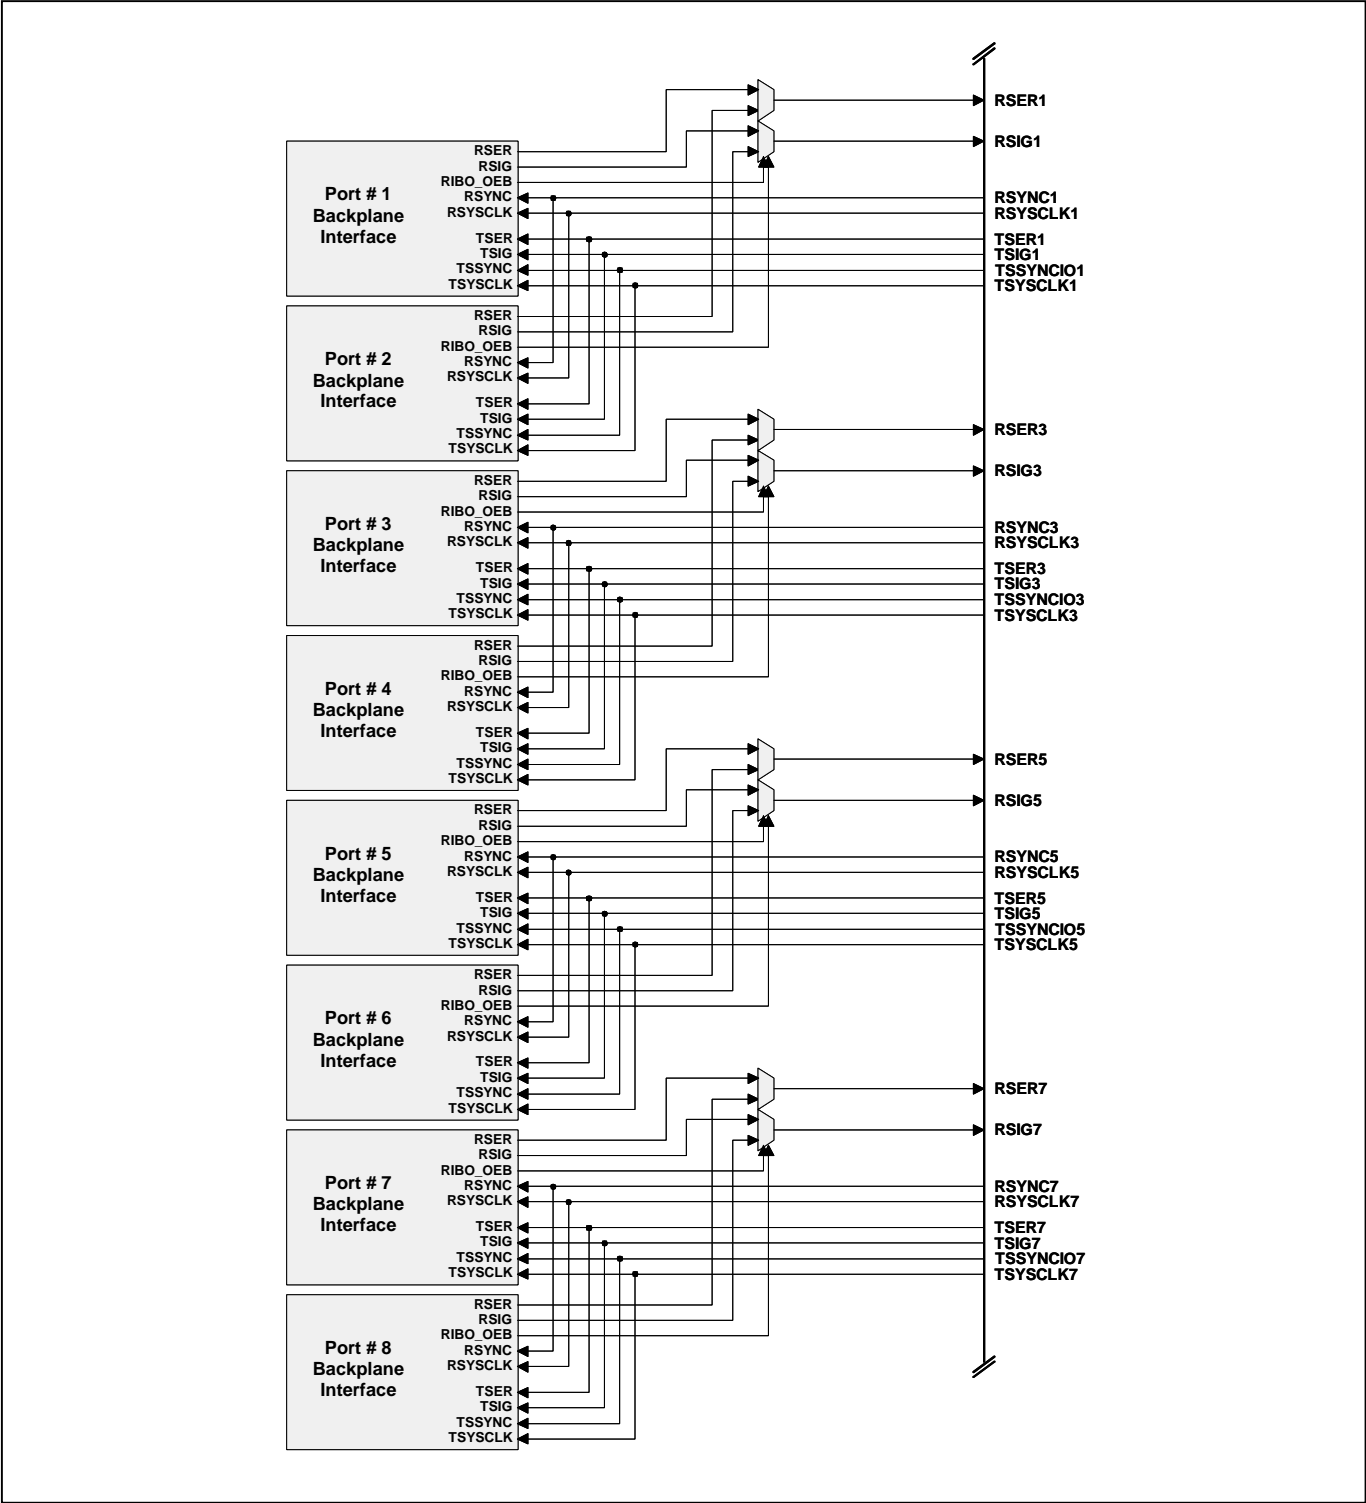 RSER1
RSIG1
Port # 1
Backplane
Interface
RSER
RSIG
RIBO_OEB
RSYNC
RSYSCLK
TSER
TSIG
TSSYNC
TSYSCLK
RSYNC1
RSYSCLK1
TSER1
TSIG1
TSSYNCIO1
TSYSCLK1
Port # 2
Backplane
Interface
RSER
RSIG
RIBO_OEB
RSYNC
RSYSCLK
TSER
TSIG
TSSYNC
TSYSCLK
RSER3
RSIG3
Port # 3
Backplane
Interface
RSER
RSIG
RIBO_OEB
RSYNC
RSYSCLK
TSER
TSIG
TSSYNC
TSYSCLK
RSYNC3
RSYSCLK3
TSER3
TSIG3
TSSYNCIO3
TSYSCLK3
Port # 4
Backplane
Interface
RSER
RSIG
RIBO_OEB
RSYNC
RSYSCLK
TSER
TSIG
TSSYNC
TSYSCLK
RSER5
RSIG5
Port # 5
Backplane
Interface
RSER
RSIG
RIBO_OEB
RSYNC
RSYSCLK
TSER
TSIG
TSSYNC
TSYSCLK
RSYNC5
RSYSCLK5
TSER5
TSIG5
TSSYNCIO5
TSYSCLK5
Port # 6
Backplane
Interface
RSER
RSIG
RIBO_OEB
RSYNC
RSYSCLK
TSER
TSIG
TSSYNC
TSYSCLK
RSER7
RSIG7
Port # 7
Backplane
Interface
RSER
RSIG
RIBO_OEB
RSYNC
RSYSCLK
TSER
TSIG
TSSYNC
TSYSCLK
RSYNC7
RSYSCLK7
TSER7
TSIG7
TSSYNCIO7
TSYSCLK7
Port # 8
Backplane
Interface
RSER
RSIG
RIBO_OEB
RSYNC
RSYSCLK
TSER
TSIG
TSSYNC
TSYSCLK